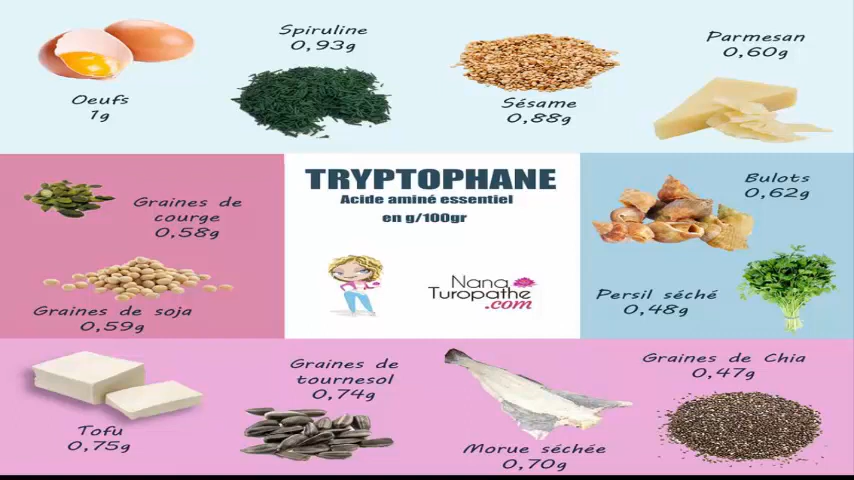 Oeufs
1g
Spiruline
0,93g
Sésame
0,88g
Parmesan
0,60g
Graines de
courge
0,58g
Graines de soja
0,59g
TRYPTOPHANE
Acide aminé essentiel
en g/100gr
Nana
Turopathe
.com
Bulots
0,62g
Persil séché
0,48g
Tofu
0,75g
Graines de
tournesol
0,74g
Morue séchée
0,70g
Graines de Chia
0,47g